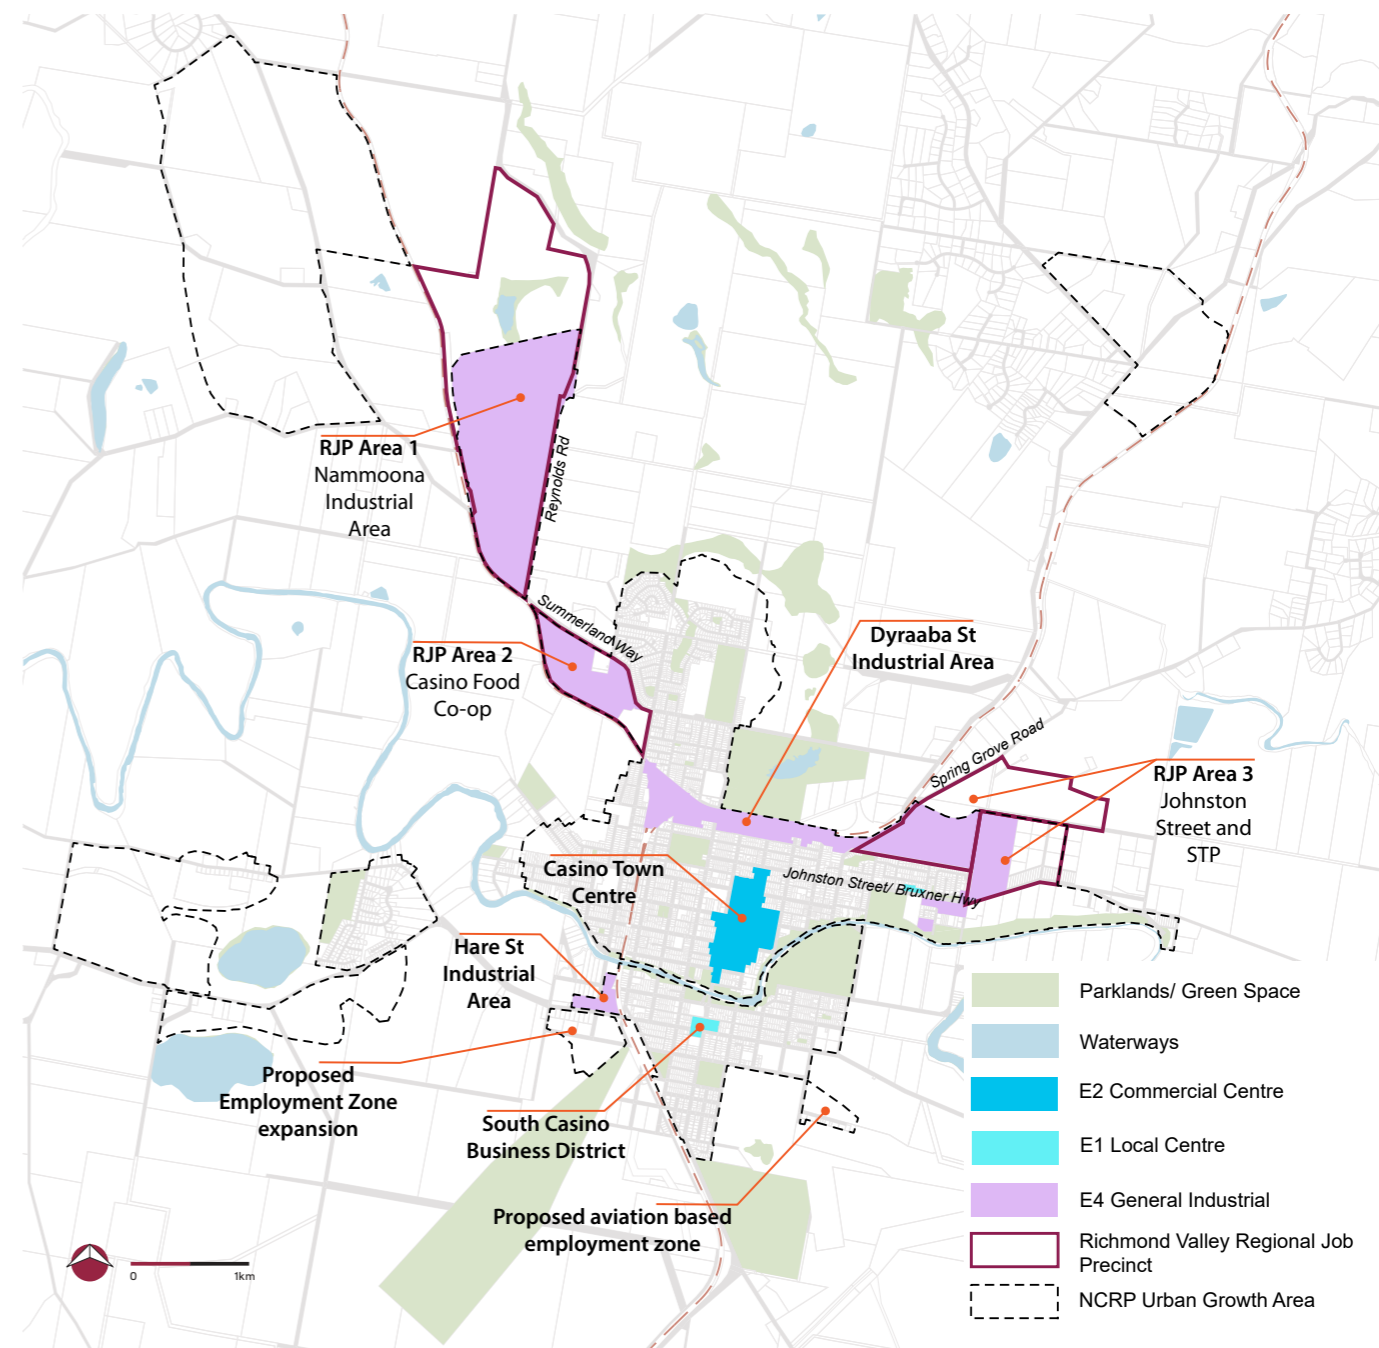 RJP Area 1
Nammoona
Industrial
Area
Reynolds Rd
Summerland Way
RJP Area 2
Casino Food
Co-op
Dyraaba St
Industrial Area
Spring Grove Road
RJP Area 3
Johnston
Street and
STP
Casino Town
Centre
Johnston Street/ Bruxner Hwy
Hare St
Industrial
Area
Proposed
Employment Zone
expansion
South Casino
Business District
Proposed aviation based
employment zone
Parklands/ Green Space
Waterways
E2 Commercial Centre
E1 Local Centre
E4 General Industrial
Richmond Valley Regional Job
Precinct
NCRP Urban Growth Area
0
1km